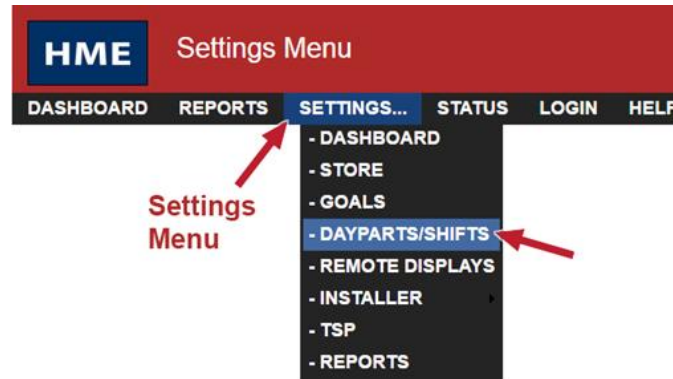 HME Settings Menu
DASHBOARD REPORTS SETTINGS... STATUS LOGIN HELP
- DASHBOARD
- STORE
- GOALS
- DAYPARTS/SHIFTS
- REMOTE DISPLAYS
- INSTALLER
- TSP
- REPORTS
Settings
Menu